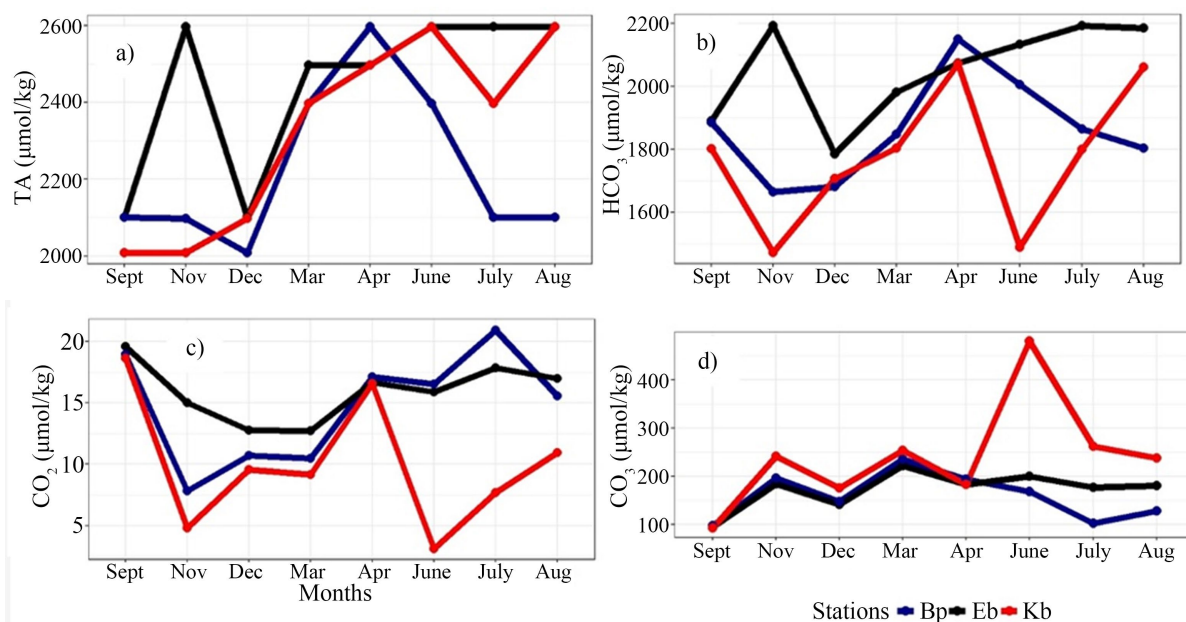 a)
TA (µmol/kg)
2600
2400
2200
2000
Sept Nov Dec Mar Apr June July Aug
b)
HCO₃ (µmol/kg)
2200
2000
1800
1600
Sept Nov Dec Mar Apr June July Aug
c)
CO₂ (µmol/kg)
20
15
10
5
Sept Nov Dec Mar Apr June July Aug
Months
d)
CO₃ (µmol/kg)
400
300
200
100
Sept Nov Dec Mar Apr June July Aug
Stations Bp Eb Kb